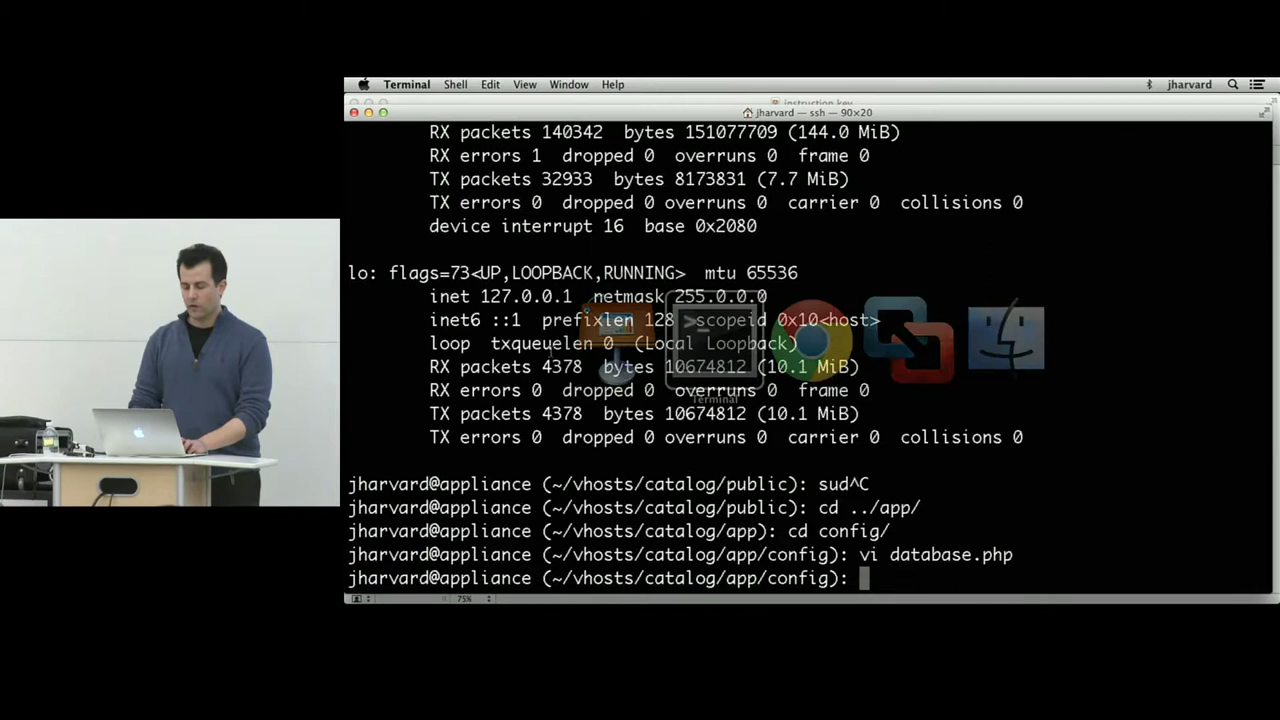 Terminal Shell Edit View Window Help jharvard
instruction.key
jharvard — ssh — 90×20
RX packets 140342 bytes 151077709 (144.0 MiB)
RX errors 1 dropped 0 overruns 0 frame 0
TX packets 32933 bytes 8173831 (7.7 MiB)
TX errors 0 dropped 0 overruns 0 carrier 0 collisions 0
device interrupt 16 base 0x2080
lo: flags=73<UP,LOOPBACK,RUNNING> mtu 65536
inet 127.0.0.1 netmask 255.0.0.0
inet6 ::1 prefixlen 128 scopeid 0x10<host>
loop txqueuelen 0 (Local Loopback)
RX packets 4378 bytes 10674812 (10.1 MiB)
RX errors 0 dropped 0 overruns 0 frame 0
Terminal
TX packets 4378 bytes 10674812 (10.1 MiB)
TX errors 0 dropped 0 overruns 0 carrier 0 collisions 0
jharvard@appliance (~/vhosts/catalog/public): sud^C
jharvard@appliance (~/vhosts/catalog/public): cd ../app/
jharvard@appliance (~/vhosts/catalog/app): cd config/
jharvard@appliance (~/vhosts/catalog/app/config): vi database.php
jharvard@appliance (~/vhosts/catalog/app/config):
75%